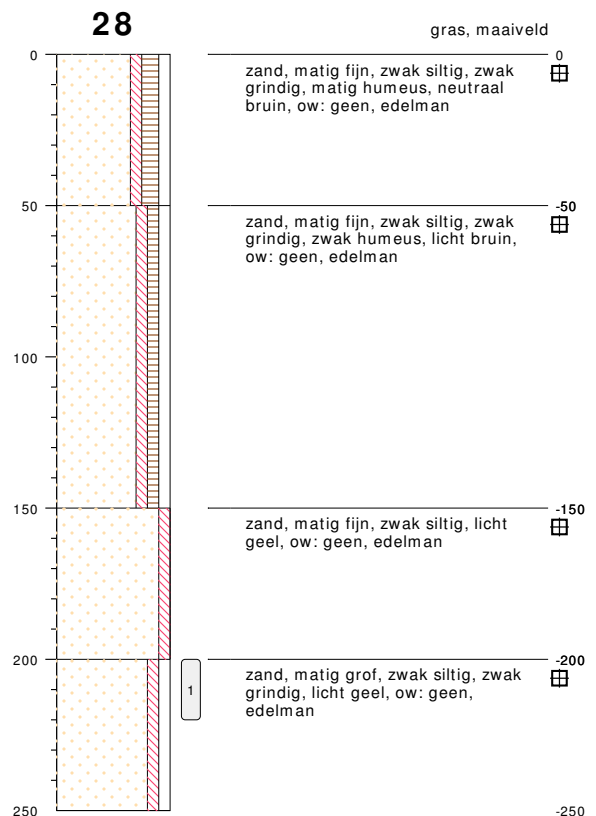 28
gras, maaiveld
0
0
zand, matig fijn, zwak siltig, zwak
grindig, matig humeus, neutraal
bruin, ow: geen, edelman
50
-50
zand, matig fijn, zwak siltig, zwak
grindig, zwak humeus, licht bruin,
ow: geen, edelman
100
150
-150
zand, matig fijn, zwak siltig, licht
geel, ow: geen, edelman
200
-200
zand, matig grof, zwak siltig, zwak
grindig, licht geel, ow: geen,
edelman
1
250
-250